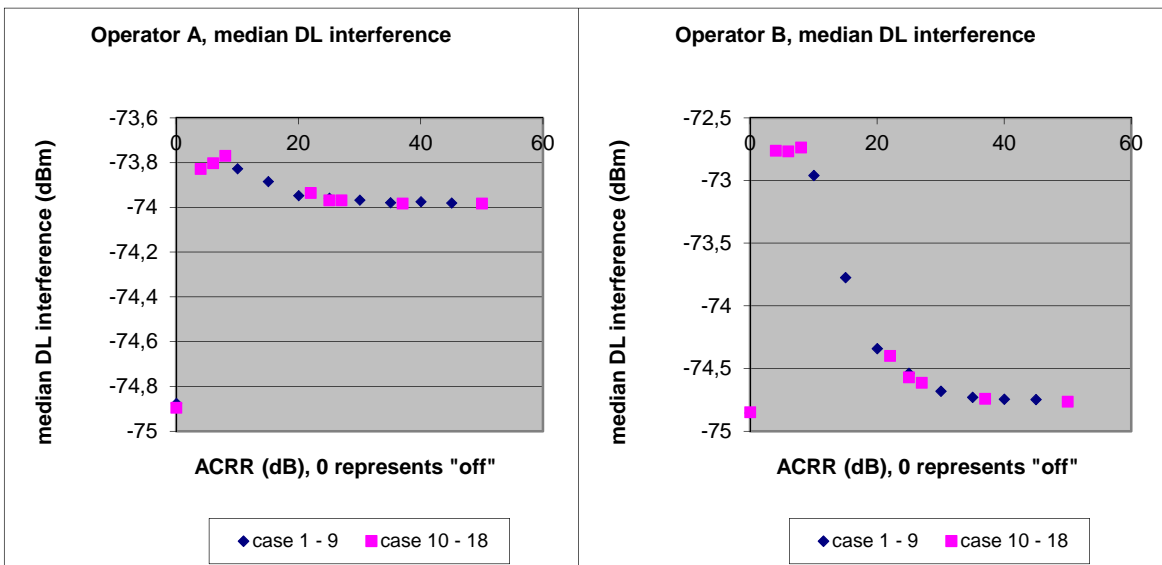 Operator A, median DL interference
-73,6
-73,8
-74
-74,2
-74,4
-74,6
-74,8
-75
0
20
40
60
median DL interference (dBm)
ACRR (dB), 0 represents "off"
case 1 - 9
case 10 - 18
Operator B, median DL interference
-72,5
-73
-73,5
-74
-74,5
-75
0
20
40
60
median DL interference (dBm)
ACRR (dB), 0 represents "off"
case 1 - 9
case 10 - 18